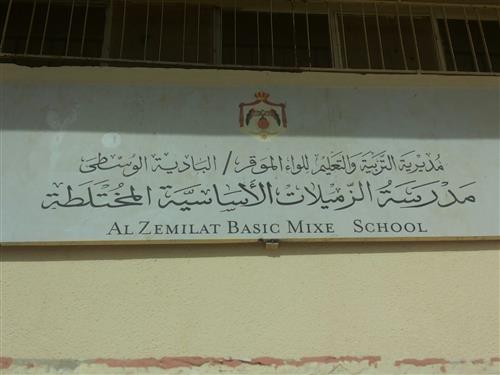 مديرية التربية والتعليم للواء الموقر / البادية الوسطى
مدرسة الزميلات الأساسية المختلطة
AL ZEMILAT BASIC MIXE SCHOOL